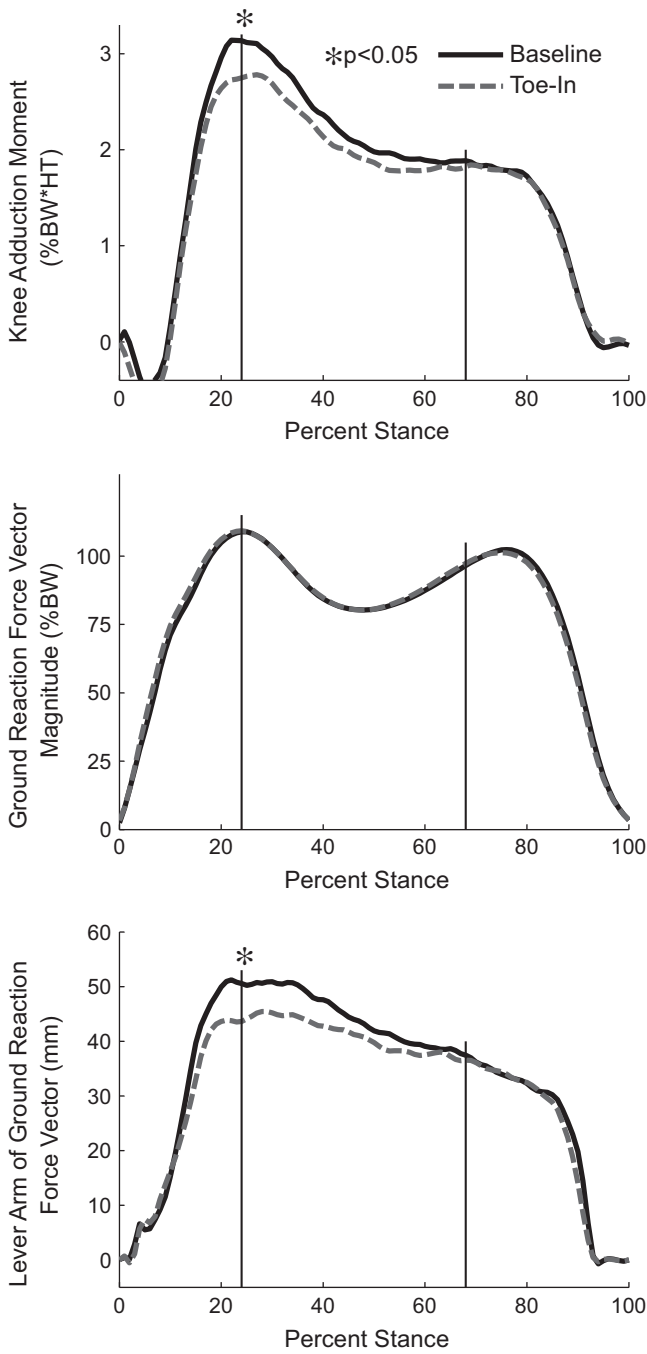 *
*p<0.05
Baseline
Toe-In
Knee Adduction Moment
(%BW*HT)
3
2
1
0
0 20 40 60 80 100
Percent Stance
Ground Reaction Force Vector
Magnitude (%BW)
100
75
50
25
0
0 20 40 60 80 100
Percent Stance
*
Lever Arm of Ground Reaction
Force Vector (mm)
60
50
40
30
20
10
0
0 20 40 60 80 100
Percent Stance